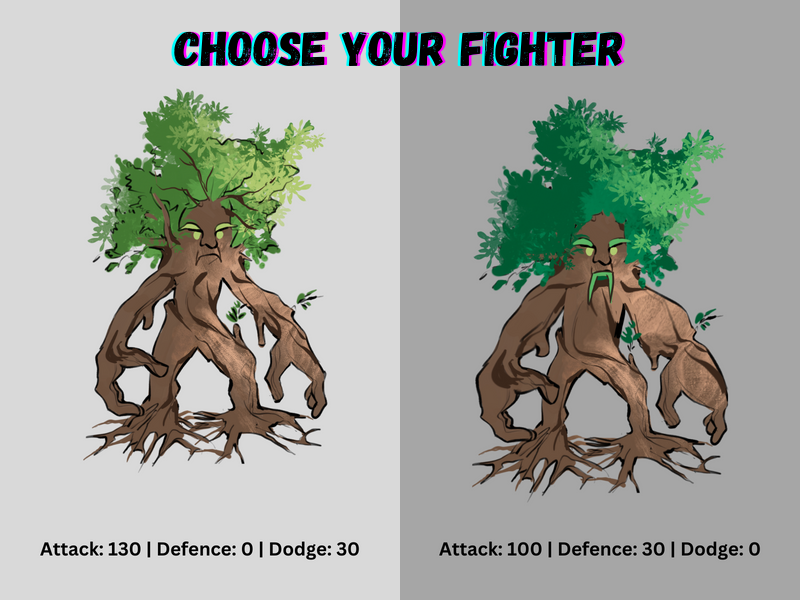 CHOOSE YOUR FIGHTER
Attack: 130 | Defence: 0 | Dodge: 30
Attack: 100 | Defence: 30 | Dodge: 0